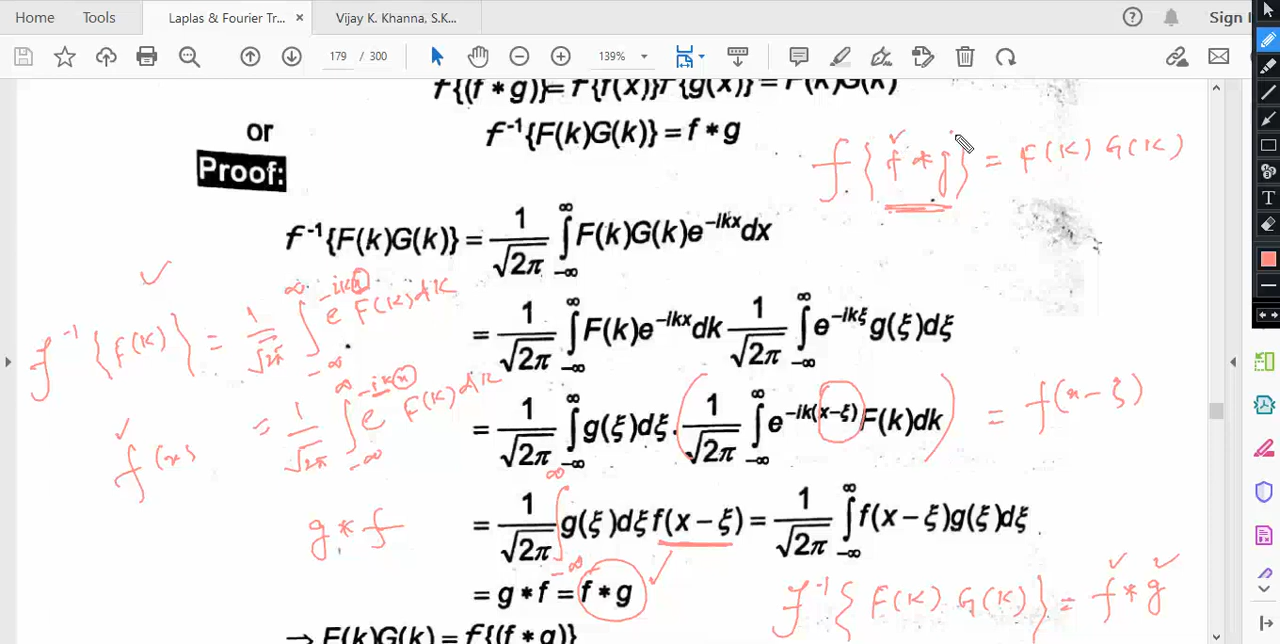 Home Tools Laplas & Fourier Tr... × Vijay K. Khanna, S.K... Sign I
179 / 300 139%
f{(f * g)}= f{f(x)}f{g(x)} = F(k)G(k)
or f⁻¹{F(k)G(k)} = f * g
f { f * g} = F(k) G(k)
Proof:
f⁻¹{F(k)G(k)} = 1/√2π ∫_{-∞}^{∞} F(k)G(k)e^{-ikx}dx
f⁻¹{f(k)} = 1/√2π ∫_{-∞}^{∞} e^{-ikx} F(k)dk
= 1/√2π ∫_{-∞}^{∞} F(k)e^{-ikx}dk 1/√2π ∫_{-∞}^{∞} e^{-ikξ}g(ξ)dξ
f(x) = 1/√2π ∫_{-∞}^{∞} e^{-ik(x)} F(k)dk
= 1/√2π ∫_{-∞}^{∞} g(ξ)dξ. ( 1/√2π ∫_{-∞}^{∞} e^{-ik(x-ξ)}F(k)dk ) = f(x-ξ)
g * f
= 1/√2π ∫_{-∞}^{∞} g(ξ)dξf(x − ξ) = 1/√2π ∫_{-∞}^{∞} f(x − ξ)g(ξ)dξ
= g * f = f * g
f⁻¹{ F(k) G(k)} = f * g
⇒ F(k)G(k) = f{(f * g)}